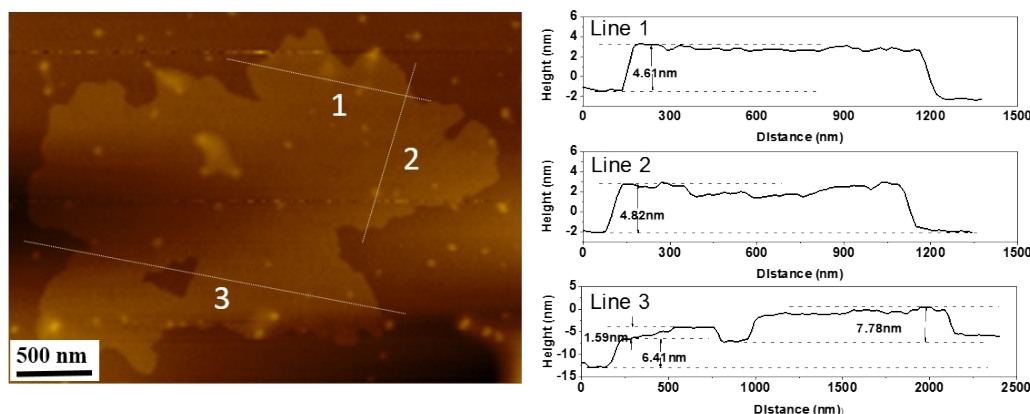 1
2
3
500 nm
Line 1
Height (nm)
6
4
2
0
-2
4.61nm
0 300 600 900 1200 1500
Distance (nm)
Line 2
Height (nm)
6
4
2
0
-2
4.82nm
0 300 600 900 1200 1500
Distance (nm)
Line 3
Height (nm)
5
0
-5
-10
-15
1.59nm
6.41nm
7.78nm
0 500 1000 1500 2000 2500
Distance (nm)